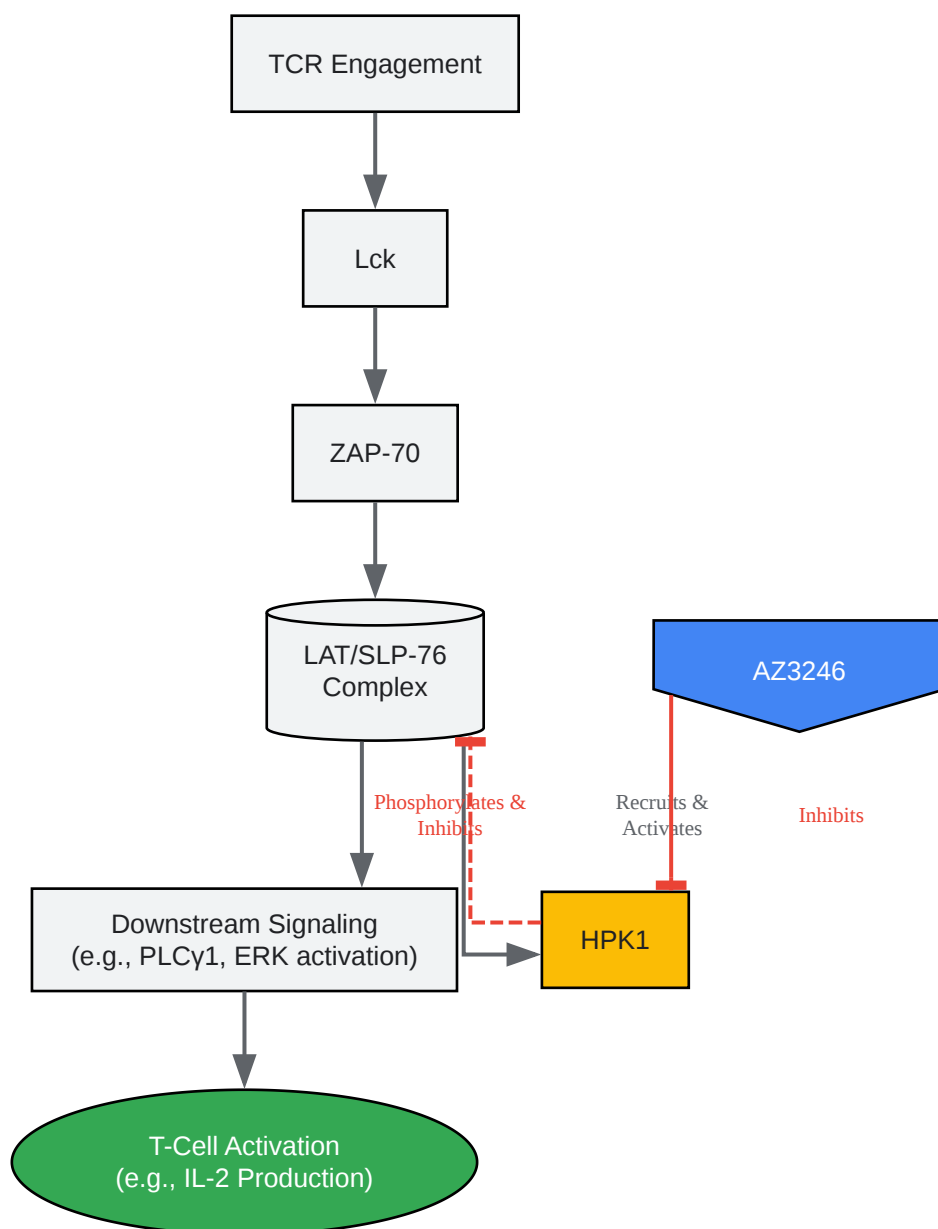 TCR Engagement
Lck
ZAP-70
LAT/SLP-76
Complex
AZ3246
Phosphorylates &
Inhibits
Recruits &
Activates
Inhibits
Downstream Signaling
(e.g., PLCγ1, ERK activation)
HPK1
T-Cell Activation
(e.g., IL-2 Production)